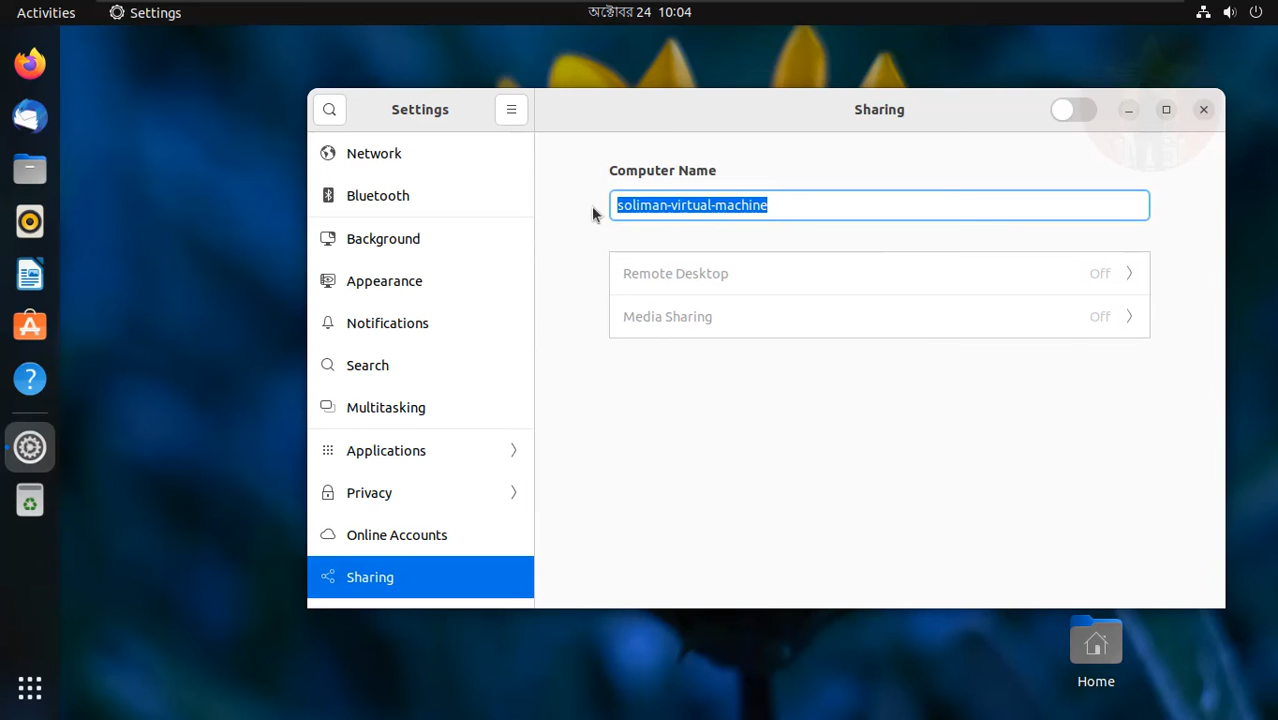 Activities
Settings
অক্টোবর 24 10:04
Settings
Sharing
Network
Bluetooth
Background
Appearance
Notifications
Search
Multitasking
Applications
Privacy
Online Accounts
Sharing
Computer Name
soliman-virtual-machine
Remote Desktop Off
Media Sharing Off
Home